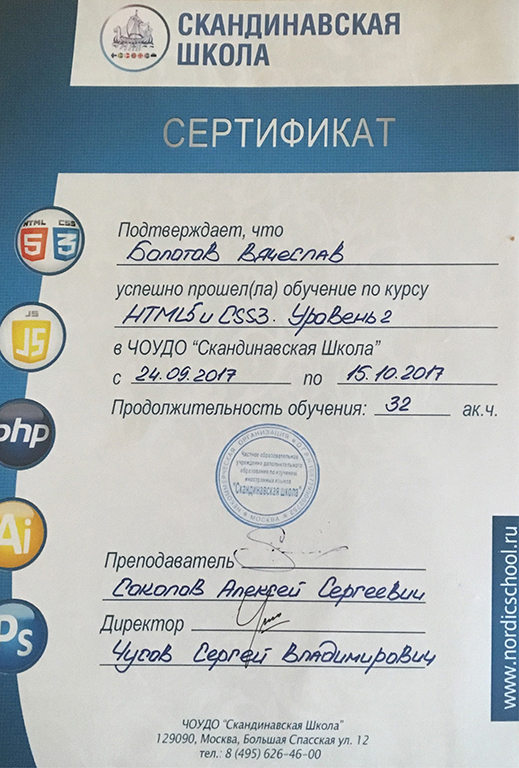 СКАНДИНАВСКАЯ
ШКОЛА
СЕРТИФИКАТ
HTML CSS
5 3
Подтверждает, что
Болотов Вячеслав
успешно прошел(ла) обучение по курсу
HTML5 и CSS3. Уровень 2
JS
JS
в ЧОУДО "Скандинавская Школа"
с 24.09.2017 по 15.10.2017
Продолжительность обучения: 32 ак.ч.
php
НЕКОММЕРЧЕСКАЯ ОРГАНИЗАЦИЯ
Частное образовательное
учреждение дополнительного
образования по изучению
иностранных языков
"Скандинавская школа"
МОСКВА
Ai
Преподаватель
Соколов Алексей Сергеевич
Директор
Чусов Сергей Владимирович
Ps
www.nordicschool.ru
ЧОУДО "Скандинавская Школа"
129090, Москва, Большая Спасская ул. 12
тел.: 8 (495) 626-46-00